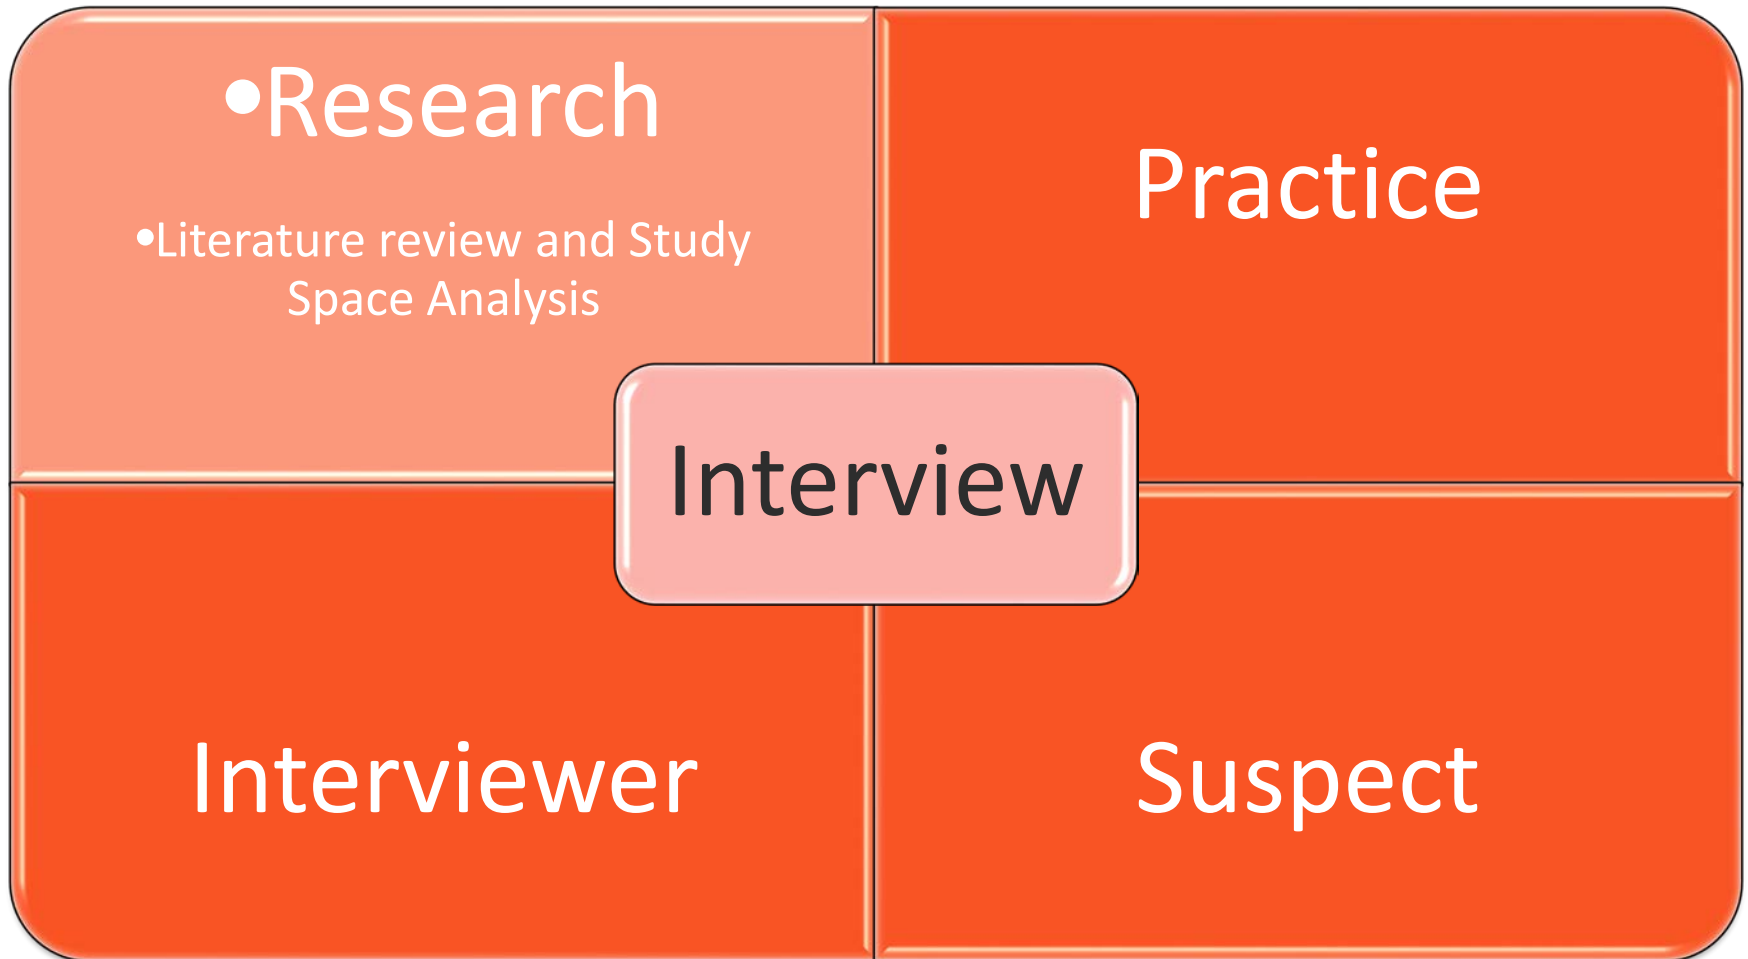 •Research
•Literature review and Study
Space Analysis
Practice
Interview
Interviewer
Suspect